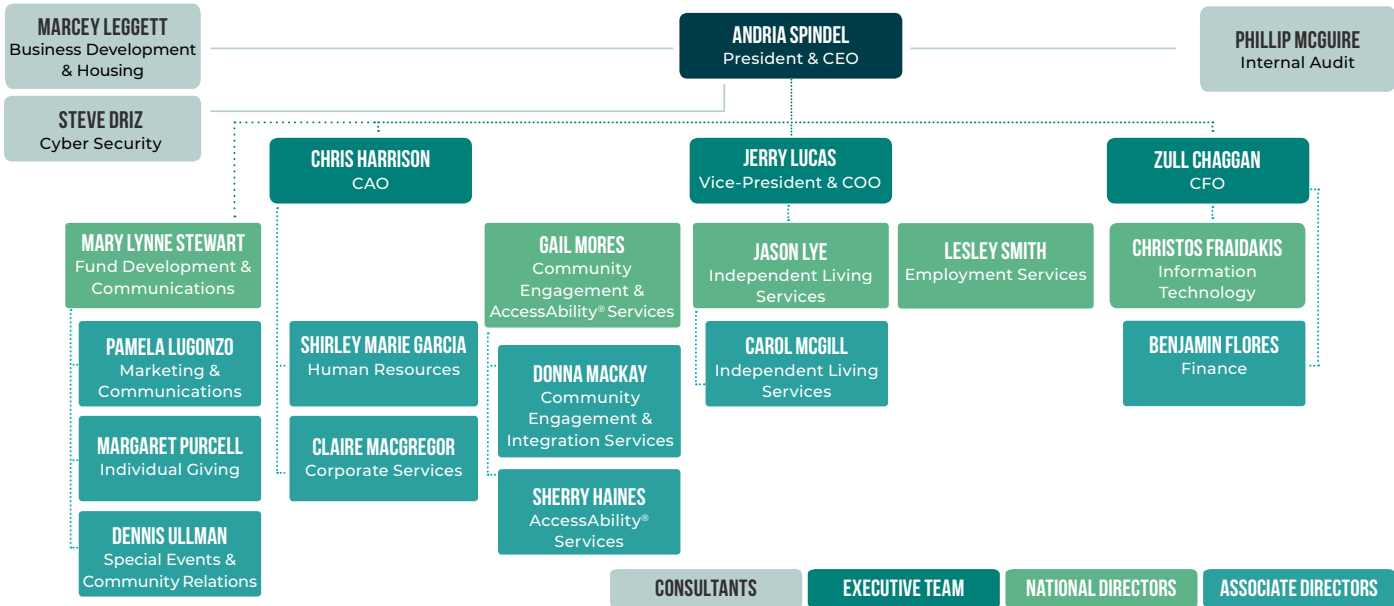 MARCEY LEGGETT
Business Development
& Housing
ANDRIA SPINDEL
President & CEO
PHILLIP MCGUIRE
Internal Audit
STEVE DRIZ
Cyber Security
CHRIS HARRISON
CAO
JERRY LUCAS
Vice-President & COO
ZULL CHAGGAN
CFO
MARY LYNNE STEWART
Fund Development &
Communications
GAIL MORES
Community
Engagement &
AccessAbility® Services
JASON LYE
Independent Living
Services
LESLEY SMITH
Employment Services
CHRISTOS FRAIDAKIS
Information
Technology
PAMELA LUGONZO
Marketing &
Communications
SHIRLEY MARIE GARCIA
Human Resources
DONNA MACKAY
Community
Engagement &
Integration Services
CAROL MCGILL
Independent Living
Services
BENJAMIN FLORES
Finance
MARGARET PURCELL
Individual Giving
CLAIRE MACGREGOR
Corporate Services
SHERRY HAINES
AccessAbility®
Services
DENNIS ULLMAN
Special Events &
Community Relations
CONSULTANTS
EXECUTIVE TEAM
NATIONAL DIRECTORS
ASSOCIATE DIRECTORS